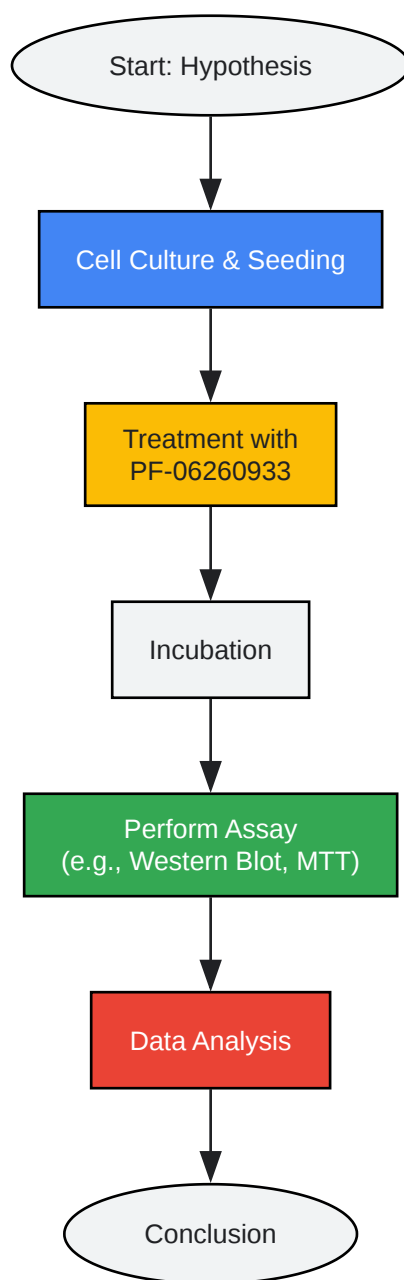 Start: Hypothesis
Cell Culture & Seeding
Treatment with
PF-06260933
Incubation
Perform Assay
(e.g., Western Blot, MTT)
Data Analysis
Conclusion